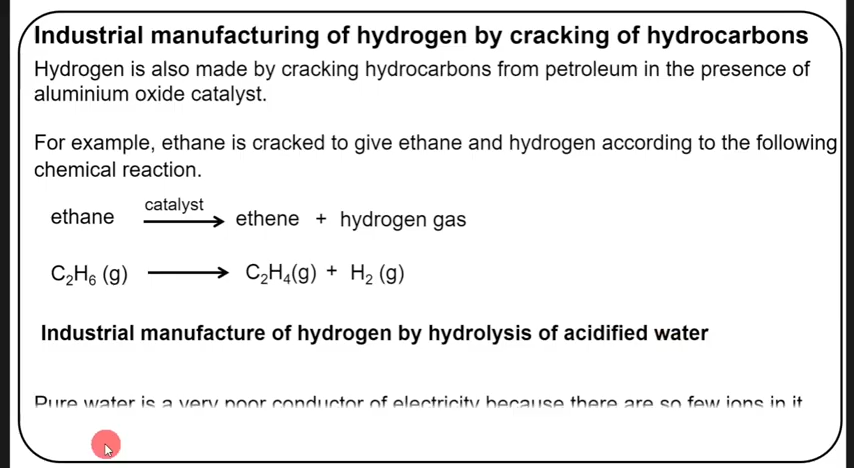 Industrial manufacturing of hydrogen by cracking of hydrocarbons
Hydrogen is also made by cracking hydrocarbons from petroleum in the presence of
aluminium oxide catalyst.
For example, ethane is cracked to give ethane and hydrogen according to the following
chemical reaction.
catalyst
ethane ⟶ ethene + hydrogen gas
C₂H₆ (g) ⟶ C₂H₄(g) + H₂ (g)
Industrial manufacture of hydrogen by hydrolysis of acidified water
Pure water is a very poor conductor of electricity because there are so few ions in it